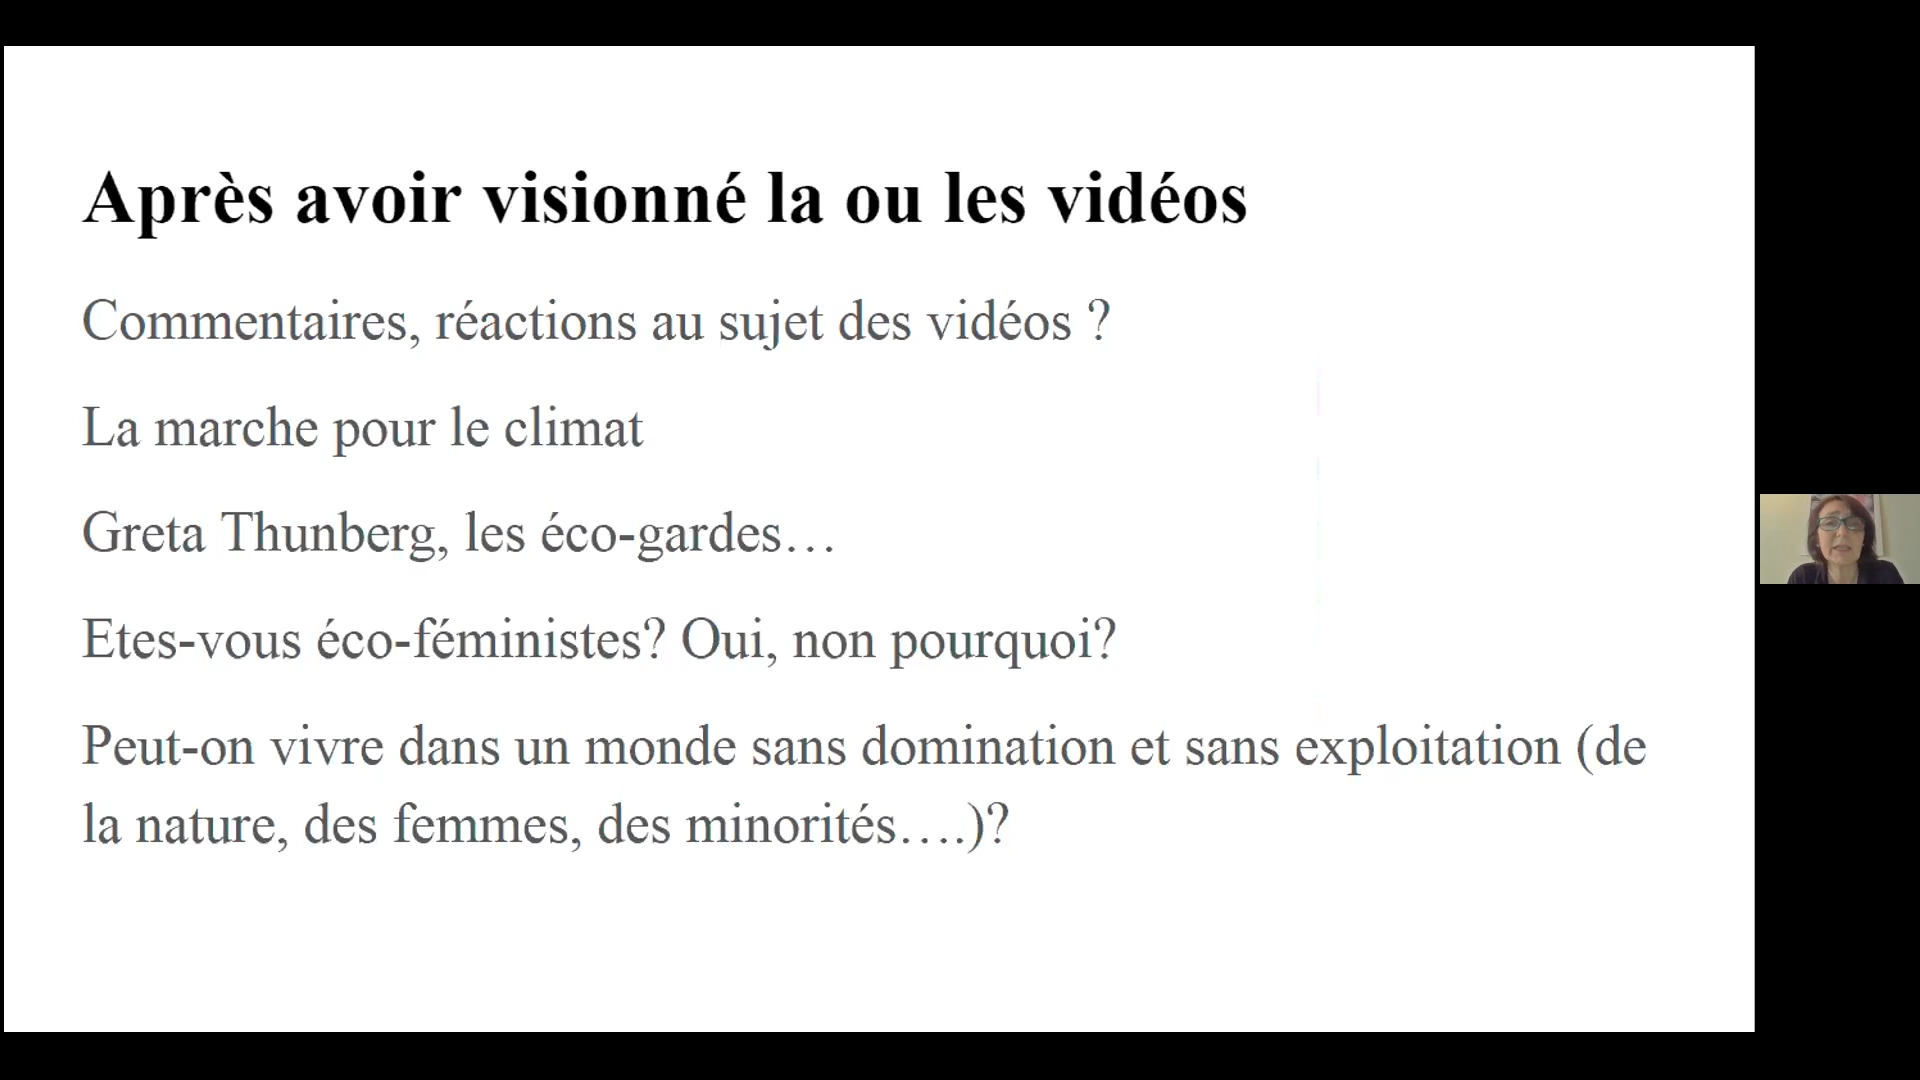 Après avoir visionné la ou les vidéos
Commentaires, réactions au sujet des vidéos ?
La marche pour le climat
Greta Thunberg, les éco-gardes…
Etes-vous éco-féministes? Oui, non pourquoi?
Peut-on vivre dans un monde sans domination et sans exploitation (de
la nature, des femmes, des minorités….)?